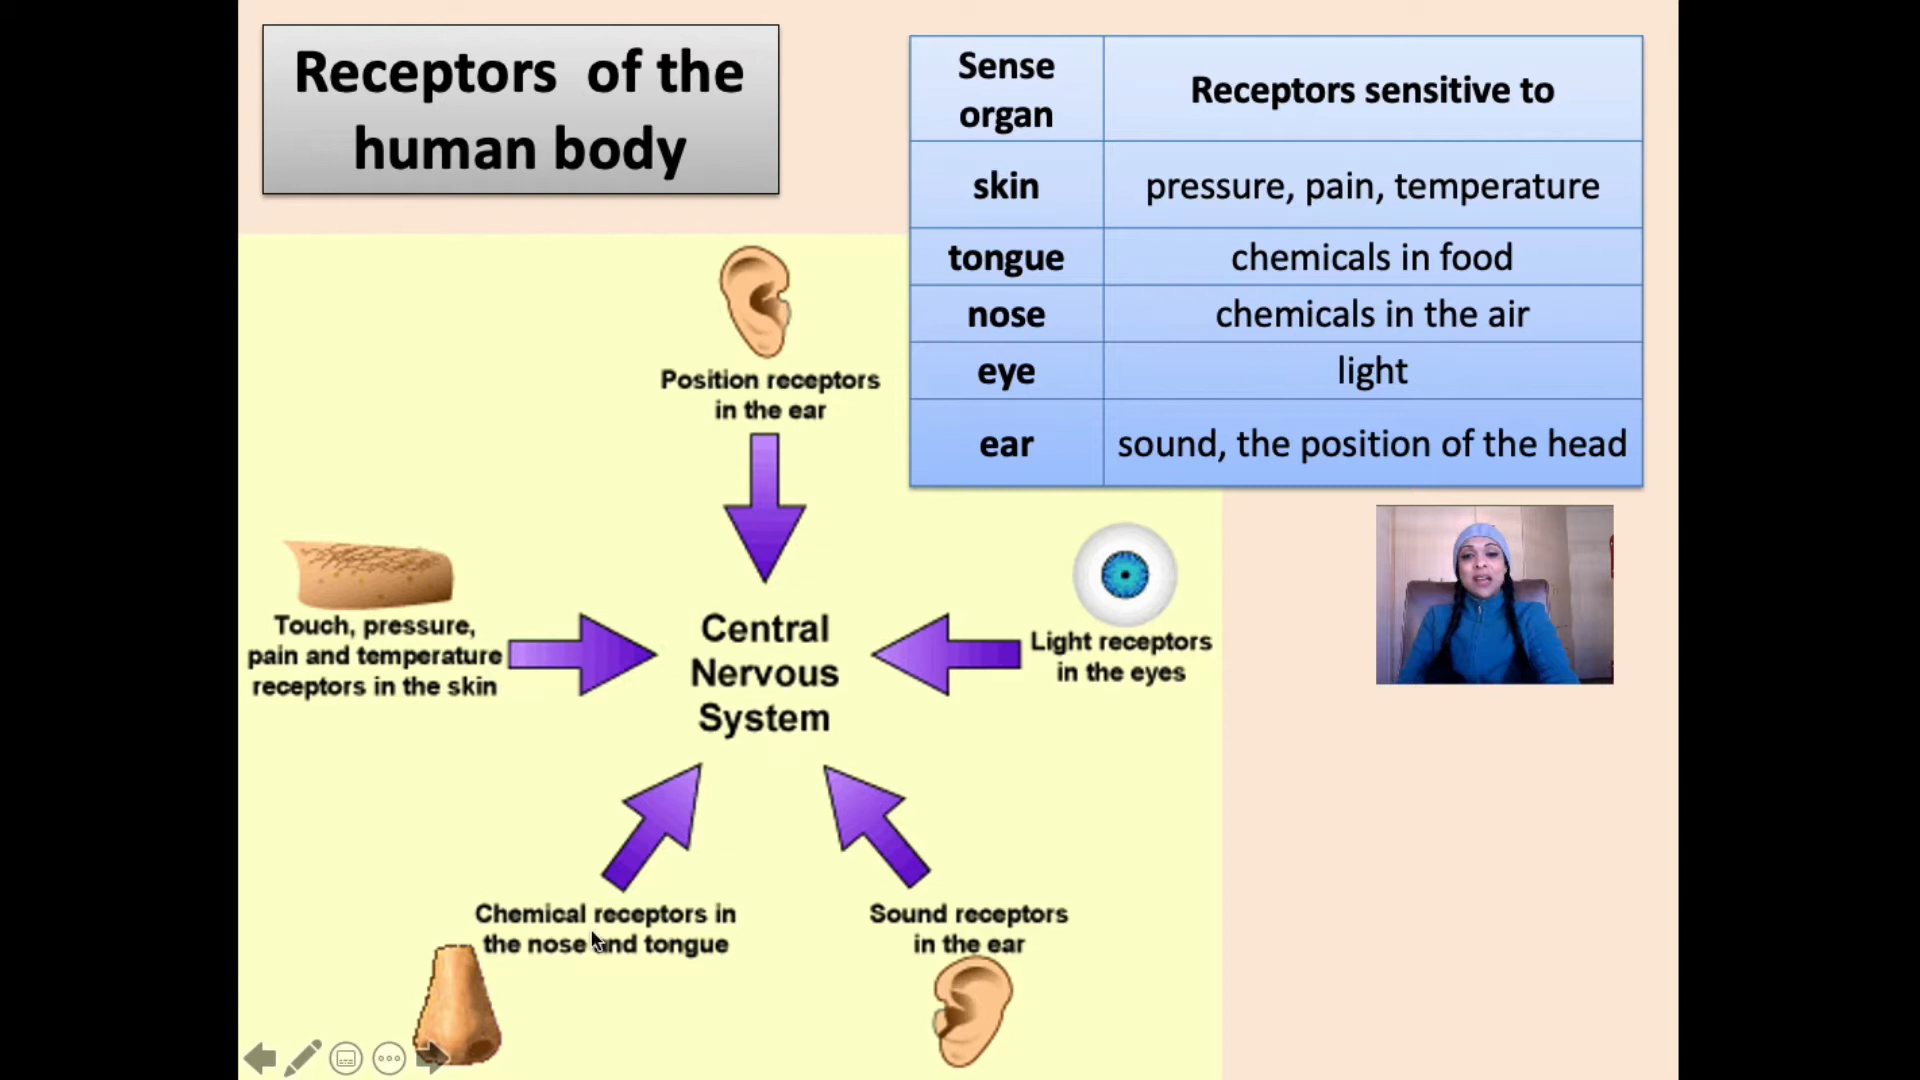 Receptors of the
human body
Sense
organ
Receptors sensitive to
skin
pressure, pain, temperature
tongue
chemicals in food
nose
chemicals in the air
eye
light
ear
sound, the position of the head
Position receptors
in the ear
Touch, pressure,
pain and temperature
receptors in the skin
Central
Nervous
System
Light receptors
in the eyes
Chemical receptors in
the nose and tongue
Sound receptors
in the ear